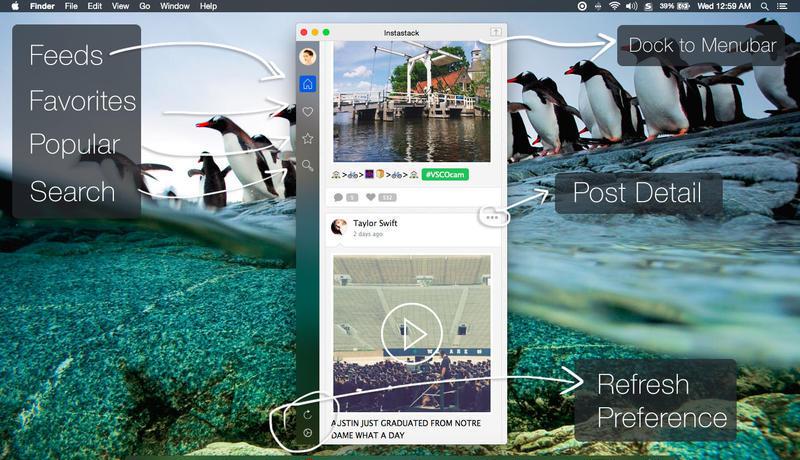 Finder File Edit View Go Window Help
39% Wed 12:59 AM
Instastack
Feeds
Favorites
Popular
Search
Dock to Menubar
#VSCOcam
5 532
Post Detail
Taylor Swift
2 days ago
AUSTIN JUST GRADUATED FROM NOTRE
DAME WHAT A DAY
Refresh
Preference